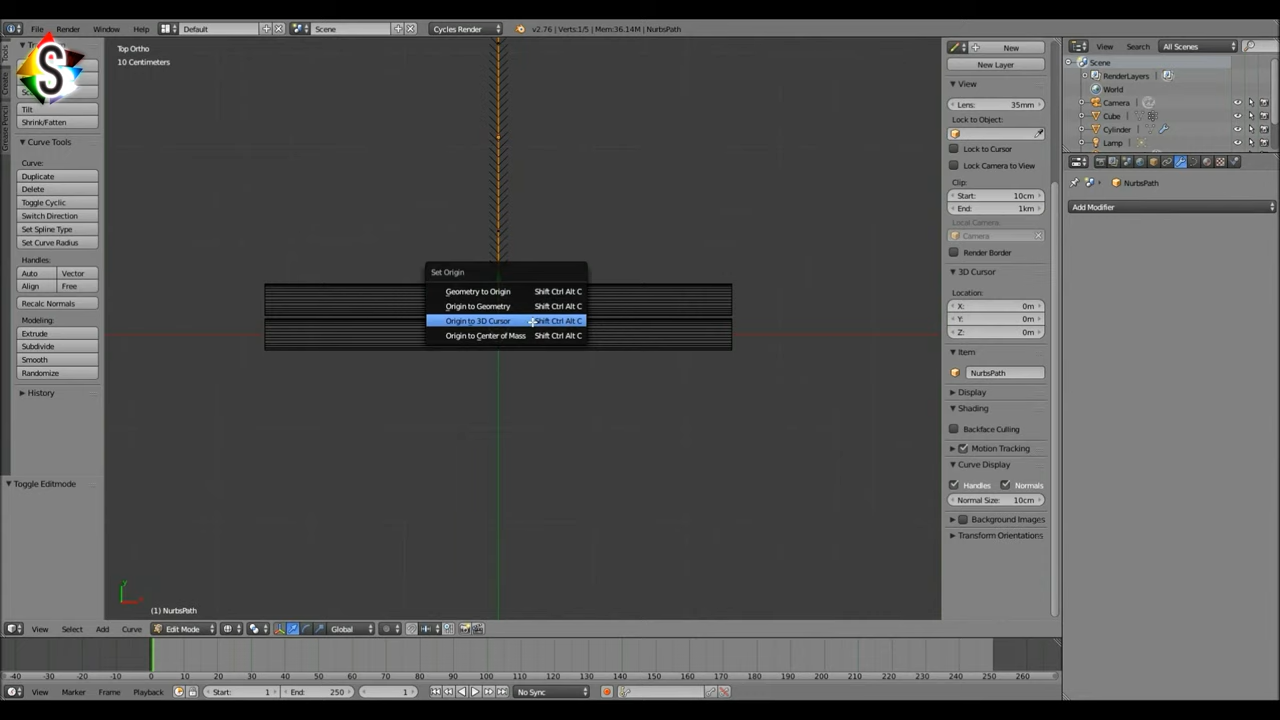 File Render Window Help Default Scene Cycles Render v2.76 | Verts:1/5 | Mem:36.14M | NurbsPath
S
Tools
Create
Grease Pencil
Tilt
Shrink/Fatten
Curve Tools
Curve:
Duplicate
Delete
Toggle Cyclic
Switch Direction
Set Spline Type
Set Curve Radius
Handles:
Auto Vector
Align Free
Recalc Normals
Modeling:
Extrude
Subdivide
Smooth
Randomize
History
Toggle Editmode
Top Ortho
10 Centimeters
Set Origin
Geometry to Origin Shift Ctrl Alt C
Origin to Geometry Shift Ctrl Alt C
Origin to 3D Cursor Shift Ctrl Alt C
Origin to Center of Mass Shift Ctrl Alt C
(1) NurbsPath
New
New Layer
View
Lens: 35mm
Lock to Object:
Lock to Cursor
Lock Camera to View
Clip:
Start: 10cm
End: 1km
Local Camera:
Camera
Render Border
3D Cursor
Location:
X: 0m
Y: 0m
Z: 0m
Item
NurbsPath
Display
Shading
Backface Culling
Motion Tracking
Curve Display
Handles Normals
Normal Size: 10cm
Background Images
Transform Orientations
View Search All Scenes
Scene
RenderLayers
World
Camera
Cube
Cylinder
Lamp
NurbsPath
Add Modifier
View Select Add Curve Edit Mode Global
-40 -30 -20 -10 0 10 20 30 40 50 60 70 80 90 100 110 120 130 140 150 160 170 180 190 200 210 220 230 240 250 260
View Marker Frame Playback Start: 1 End: 250 1 No Sync